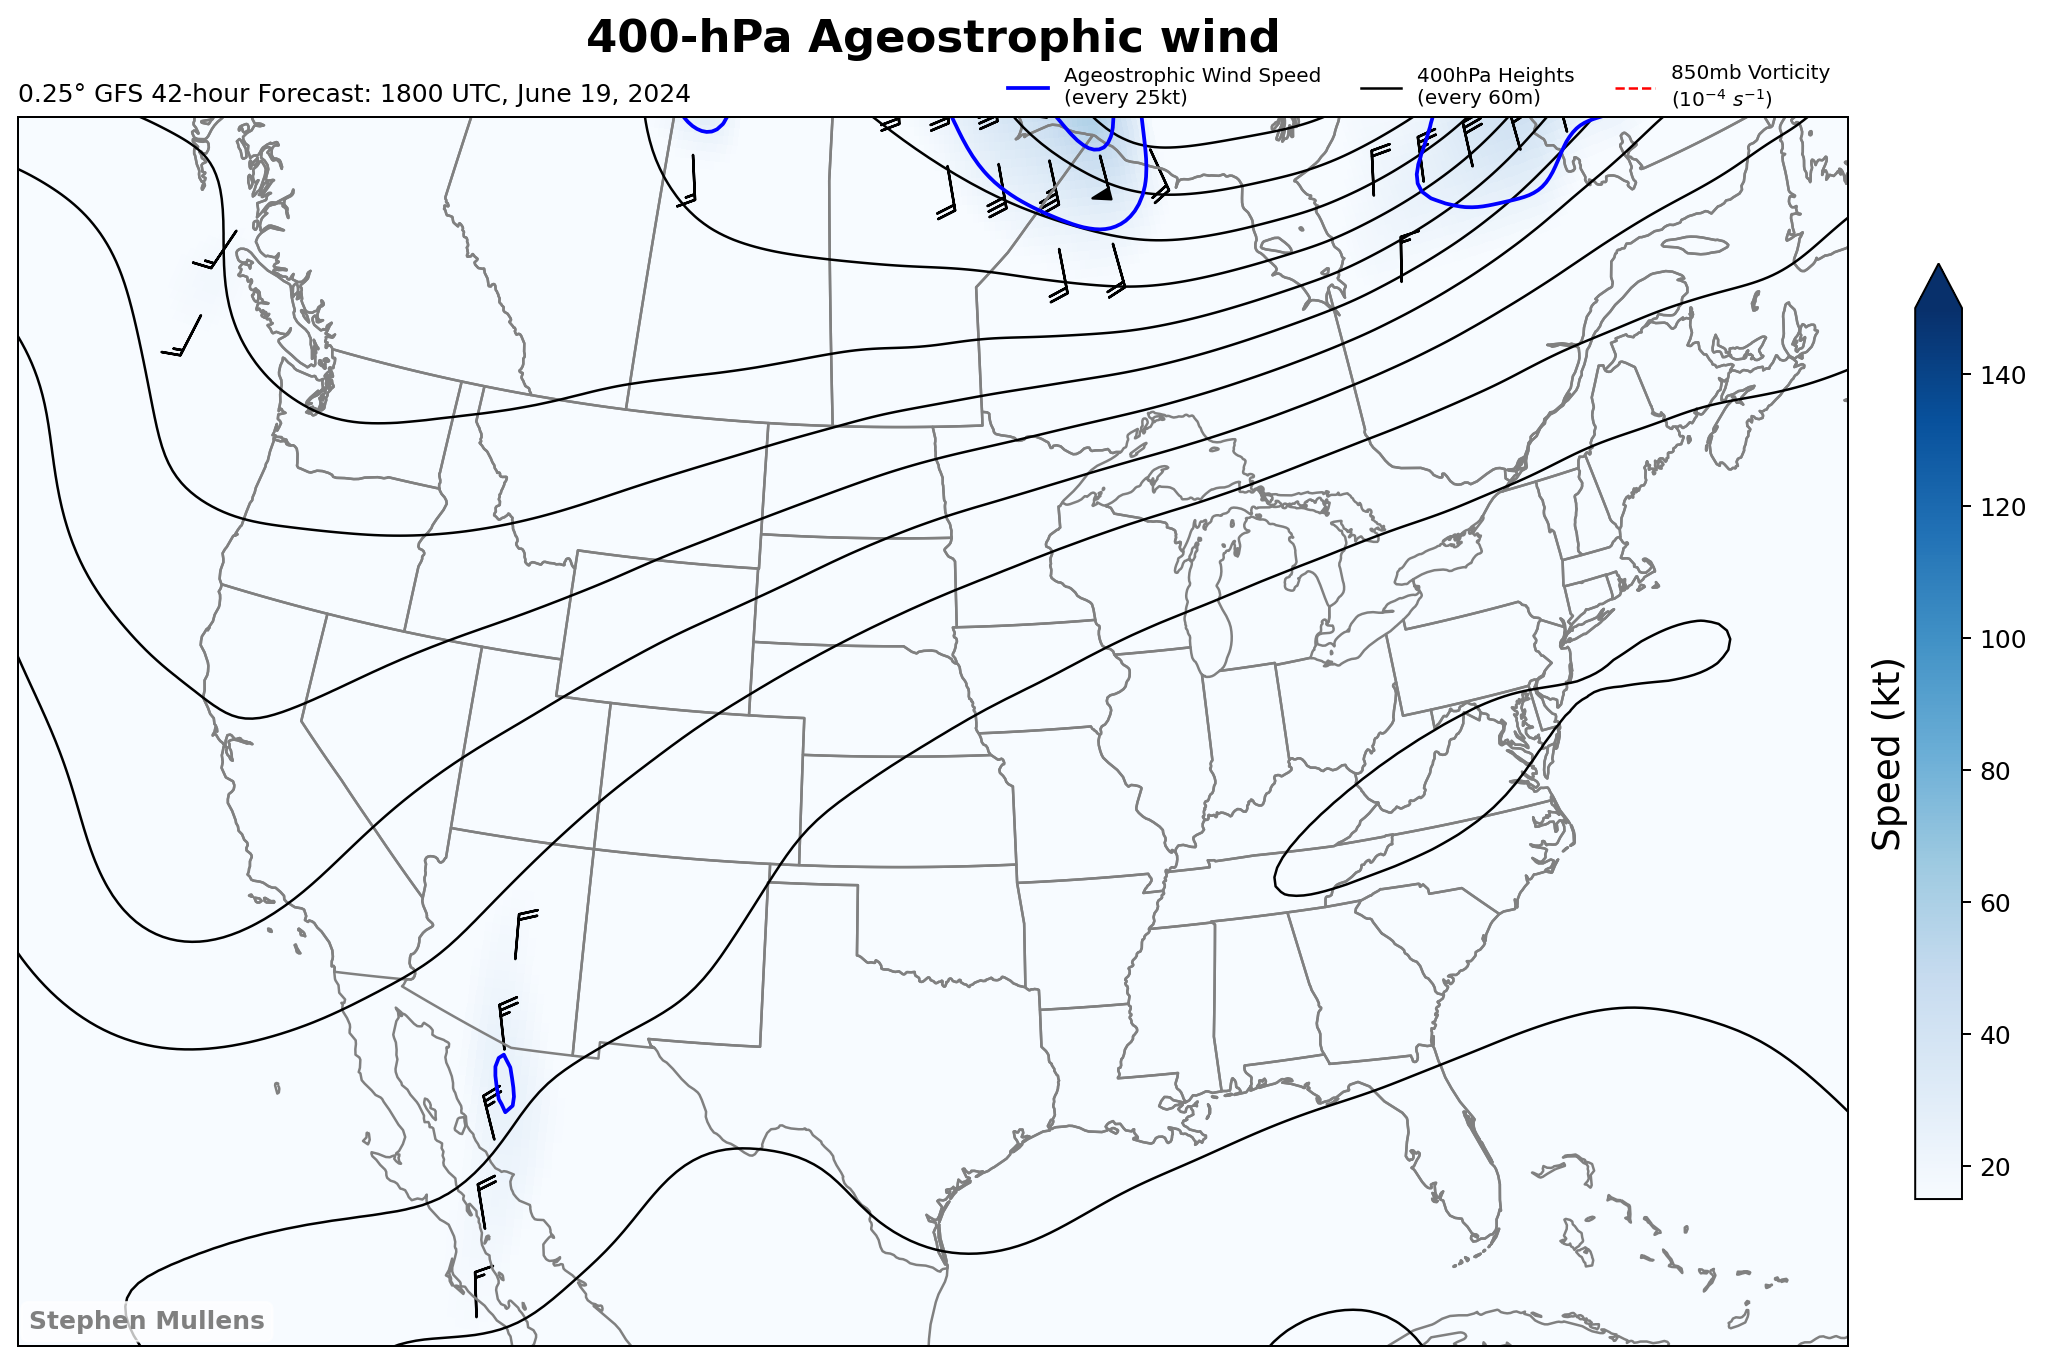 400-hPa Ageostrophic wind
0.25° GFS 42-hour Forecast: 1800 UTC, June 19, 2024
Ageostrophic Wind Speed
(every 25kt)
400hPa Heights
(every 60m)
850mb Vorticity
(10⁻⁴ s⁻¹)
140
120
100
80
60
40
20
Speed (kt)
Stephen Mullens